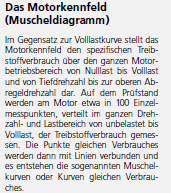 Das Motorkennfeld
(Muscheldiagramm)
Im Gegensatz zur Volllastkurve stellt das
Motorkennfeld den spezifischen Treib-
stoffverbrauch über den ganzen Motor-
betriebsbereich von Nulllast bis Volllast
und von Tiefdrehzahl bis zur oberen Ab-
regeldrehzahl dar. Auf dem Prüfstand
werden am Motor etwa in 100 Einzel-
messpunkten, verteilt im ganzen Dreh-
zahl- und Lastbereich von unbelastet bis
Volllast, der Treibstoffverbrauch gemes-
sen. Die Punkte gleichen Verbrauches
werden dann mit Linien verbunden und
es entstehen die sogenannten Muschel-
kurven oder Kurven gleichen Verbrau-
ches.